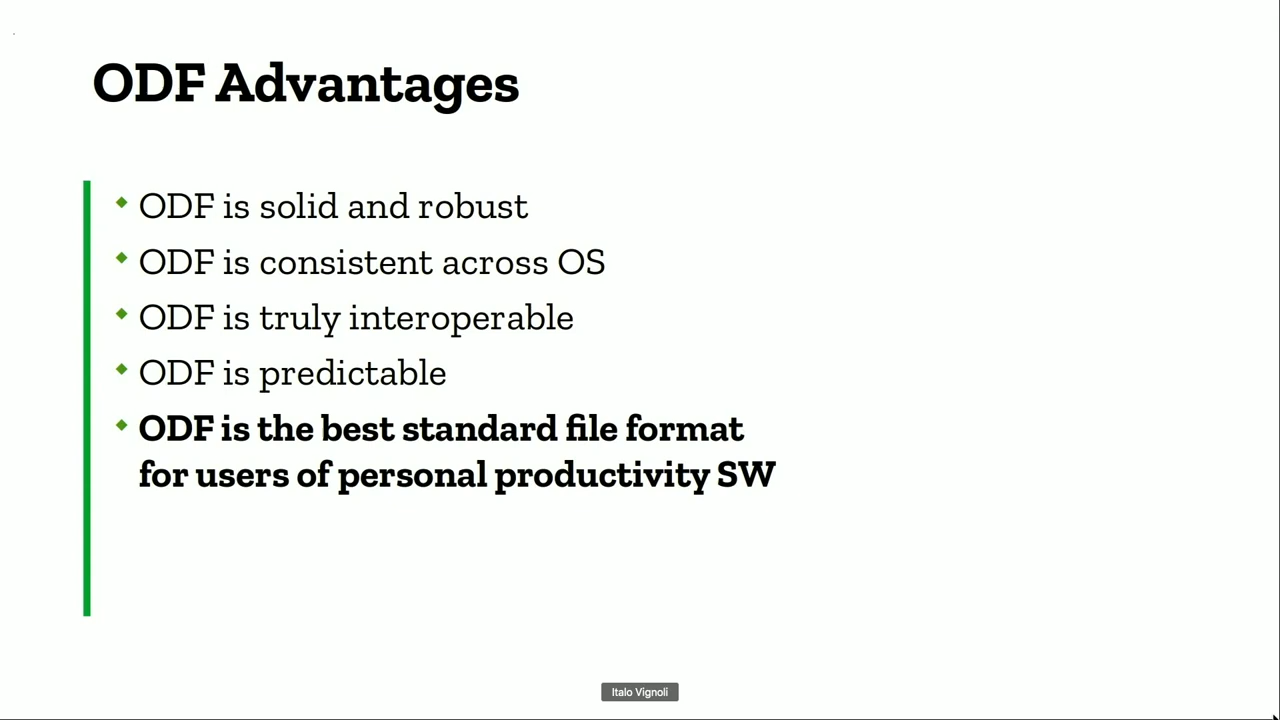 ODF Advantages
ODF is solid and robust
ODF is consistent across OS
ODF is truly interoperable
ODF is predictable
ODF is the best standard file format
for users of personal productivity SW
Italo Vignoli